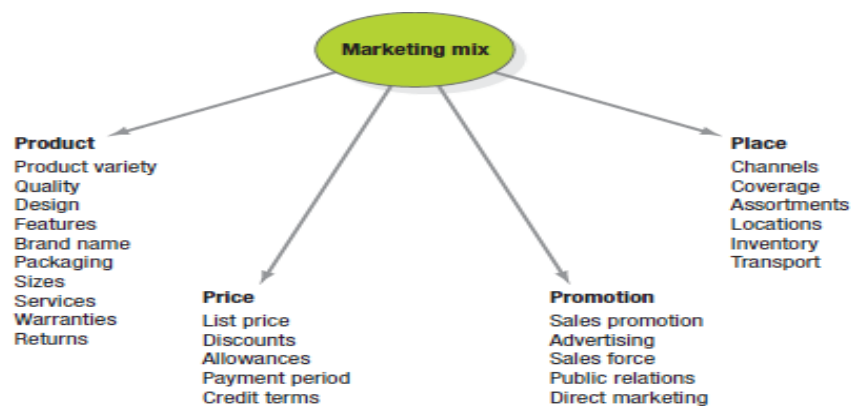 Marketing mix
Product
Product variety
Quality
Design
Features
Brand name
Packaging
Sizes
Services
Warranties
Returns
Price
List price
Discounts
Allowances
Payment period
Credit terms
Promotion
Sales promotion
Advertising
Sales force
Public relations
Direct marketing
Place
Channels
Coverage
Assortments
Locations
Inventory
Transport